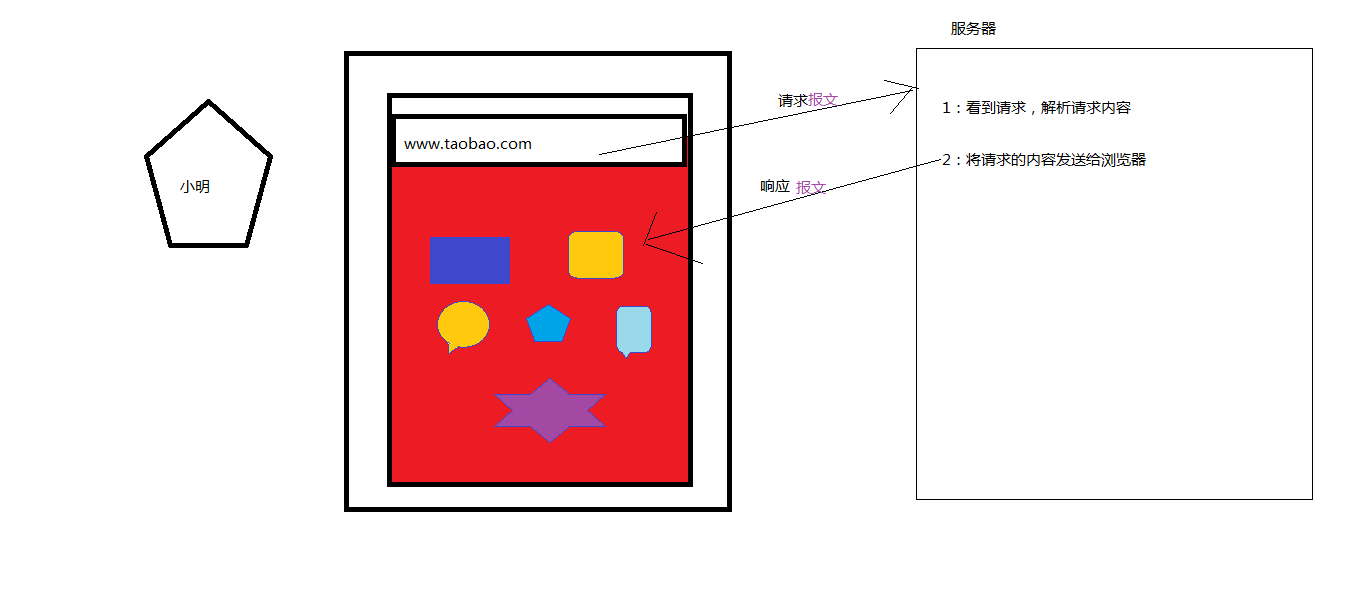 服务器
请求报文
1：看到请求，解析请求内容
www.taobao.com
2：将请求的内容发送给浏览器
响应 报文
小明